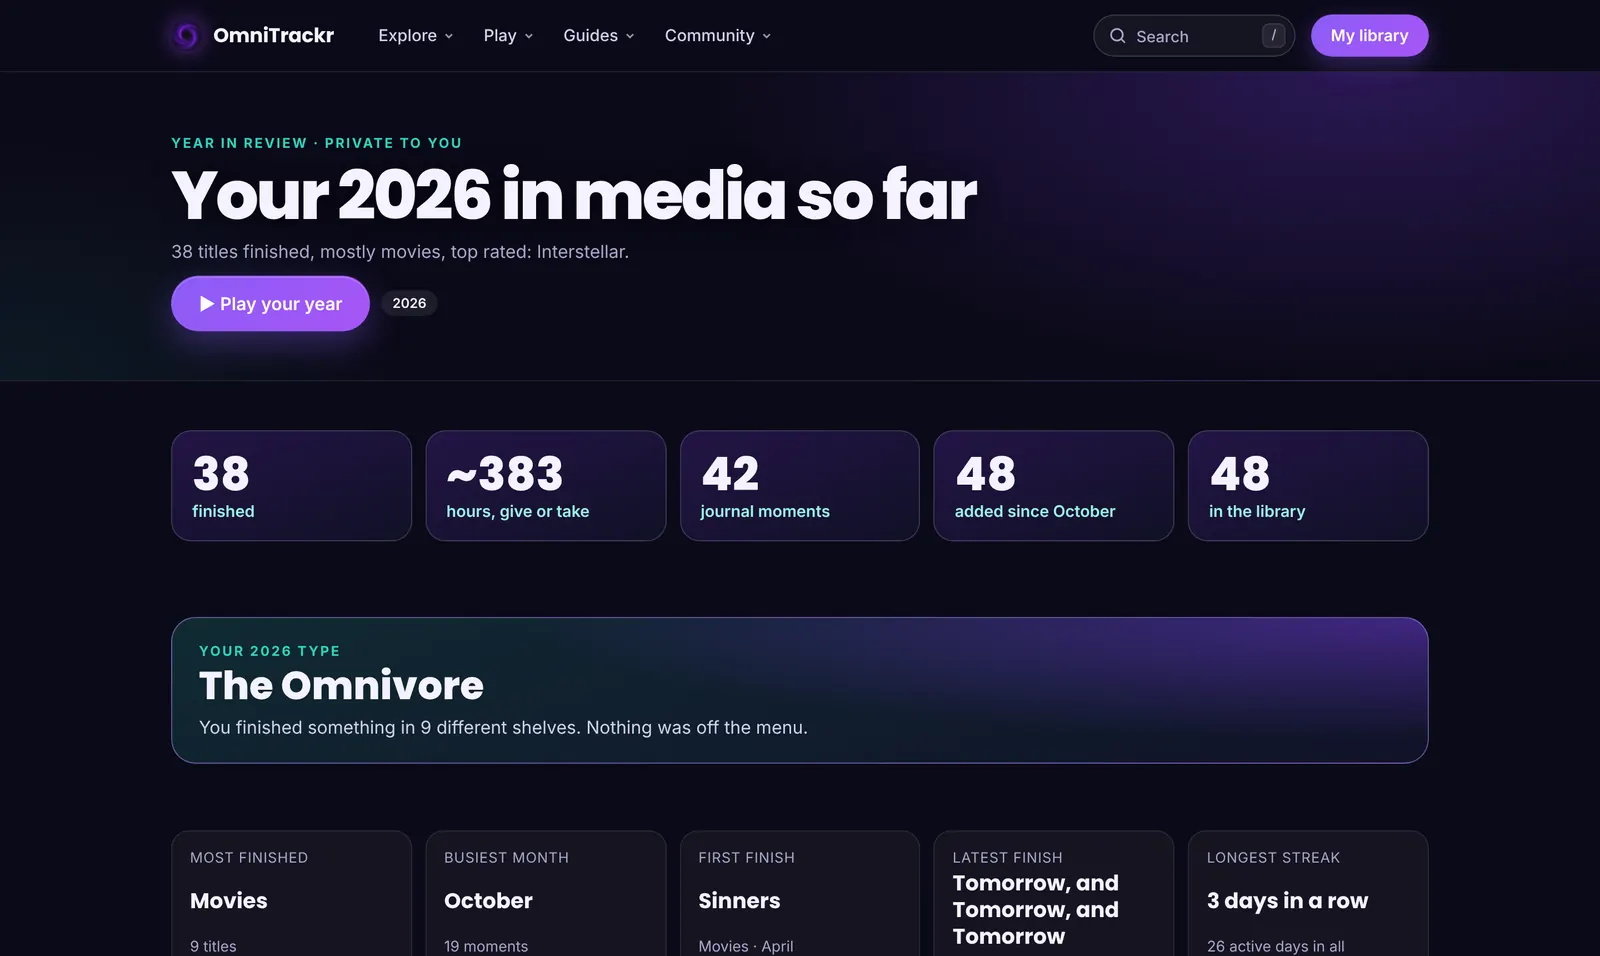 OmniTrackr
Explore
Play
Guides
Community
Search
/
My library
YEAR IN REVIEW · PRIVATE TO YOU
Your 2026 in media so far
38 titles finished, mostly movies, top rated: Interstellar.
▶ Play your year
2026
38
finished
~383
hours, give or take
42
journal moments
48
added since October
48
in the library
YOUR 2026 TYPE
The Omnivore
You finished something in 9 different shelves. Nothing was off the menu.
MOST FINISHED
Movies
9 titles
BUSIEST MONTH
October
19 moments
FIRST FINISH
Sinners
Movies · April
LATEST FINISH
Tomorrow, and
Tomorrow, and
Tomorrow
LONGEST STREAK
3 days in a row
26 active days in all